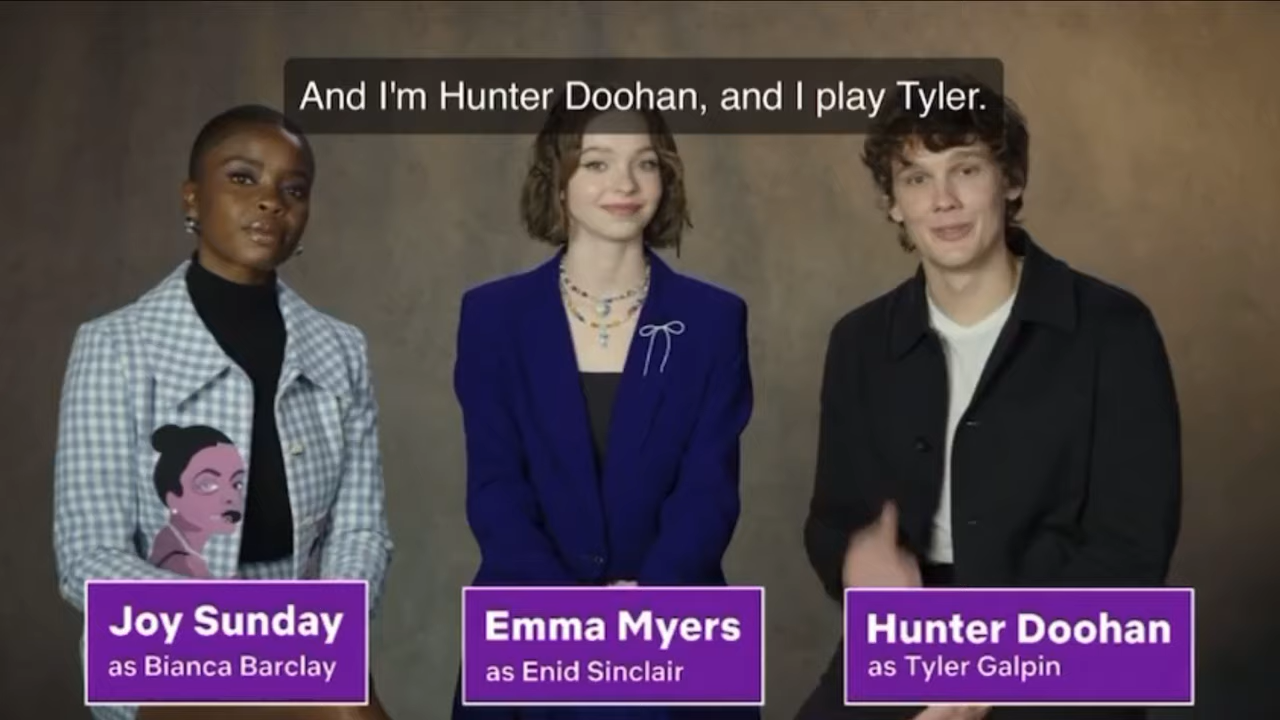 And I'm Hunter Doohan, and I play Tyler.
Joy Sunday
as Bianca Barclay
Emma Myers
as Enid Sinclair
Hunter Doohan
as Tyler Galpin